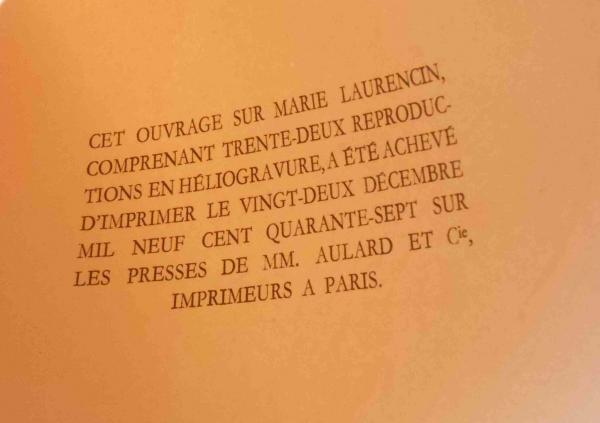 CET OUVRAGE SUR MARIE LAURENCIN,
COMPRENANT TRENTE-DEUX REPRODUC-
TIONS EN HÉLIOGRAVURE, A ÉTÉ ACHEVÉ
D'IMPRIMER LE VINGT-DEUX DÉCEMBRE
MIL NEUF CENT QUARANTE-SEPT SUR
LES PRESSES DE MM. AULARD ET Cie,
IMPRIMEURS A PARIS.